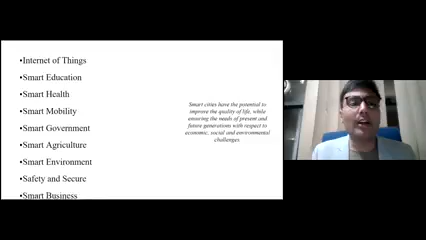 •Internet of Things
•Smart Education
•Smart Health
•Smart Mobility
•Smart Government
•Smart Agriculture
•Smart Environment
•Safety and Secure
•Smart Business
Smart cities have the potential to
improve the quality of life, while
ensuring the needs of present and
future generations with respect to
economic, social and environmental
challenges